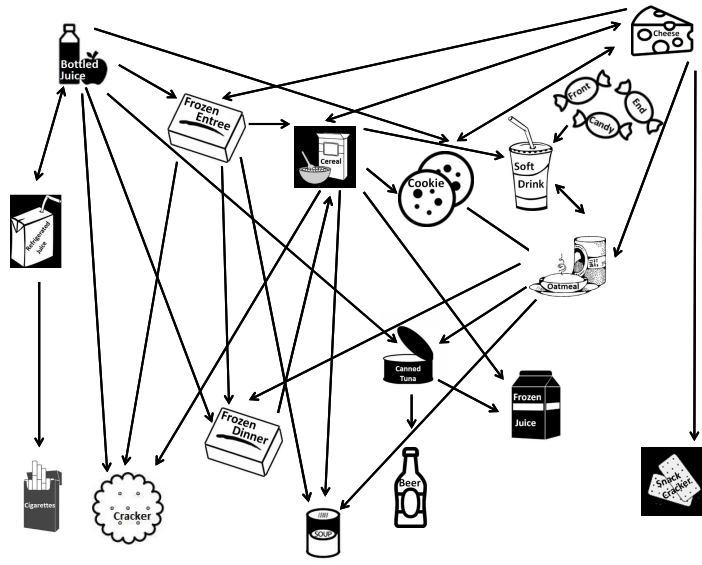 Cheese
Bottled
Juice
Front
End
Candy
Frozen
Entree
Cereal
Soft
Drink
Cookie
Refrigerated
Juice
Oatmeal
Canned
Tuna
Frozen
Juice
Frozen
Dinner
Beer
Snack
Cracker
Cigarettes
Cracker
SOUP